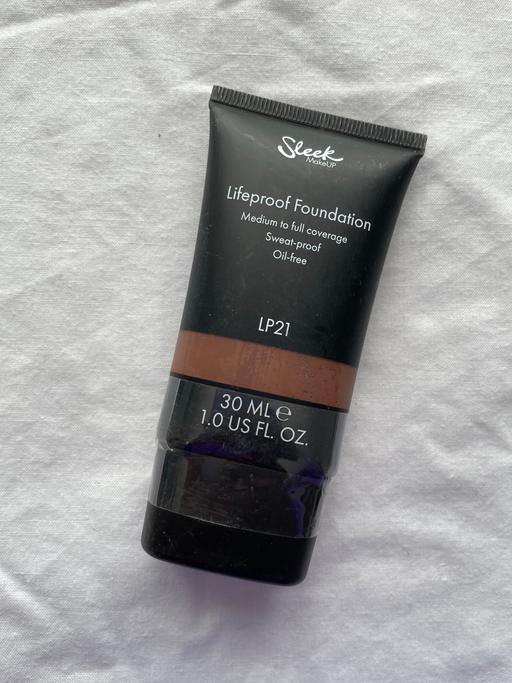 Sleek
MakeUP
Lifeproof Foundation
Medium to full coverage
Sweat-proof
Oil-free
LP21
30 ML ℮
1.0 US FL. OZ.